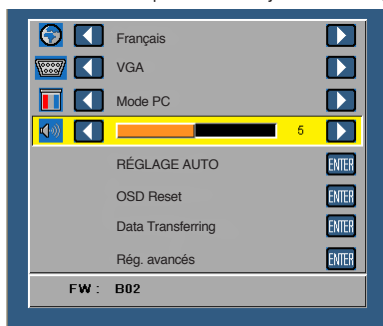 Français
VGA
Mode PC
5
RÉGLAGE AUTO ENTER
OSD Reset ENTER
Data Transferring ENTER
Rég. avancés ENTER
FW : B02